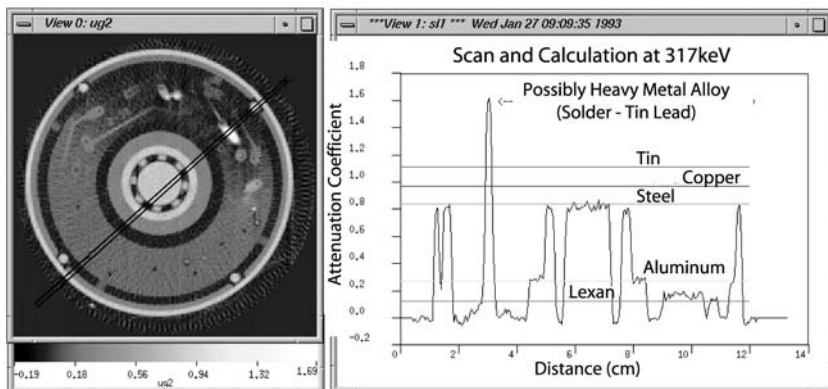 View 0: ug2
-0.19 0.18 0.56 0.94 1.32 1.69
ug2
***View 1: sl1 *** Wed Jan 27 09:09:35 1993
Scan and Calculation at 317keV
Attenuation Coefficient
1.8
1.6
1.4
1.2
1.0
0.8
0.6
0.4
0.2
0.0
-0.2
Possibly Heavy Metal Alloy
(Solder - Tin Lead)
Tin
Copper
Steel
Aluminum
Lexan
0 2 4 6 8 10 12 14
Distance (cm)